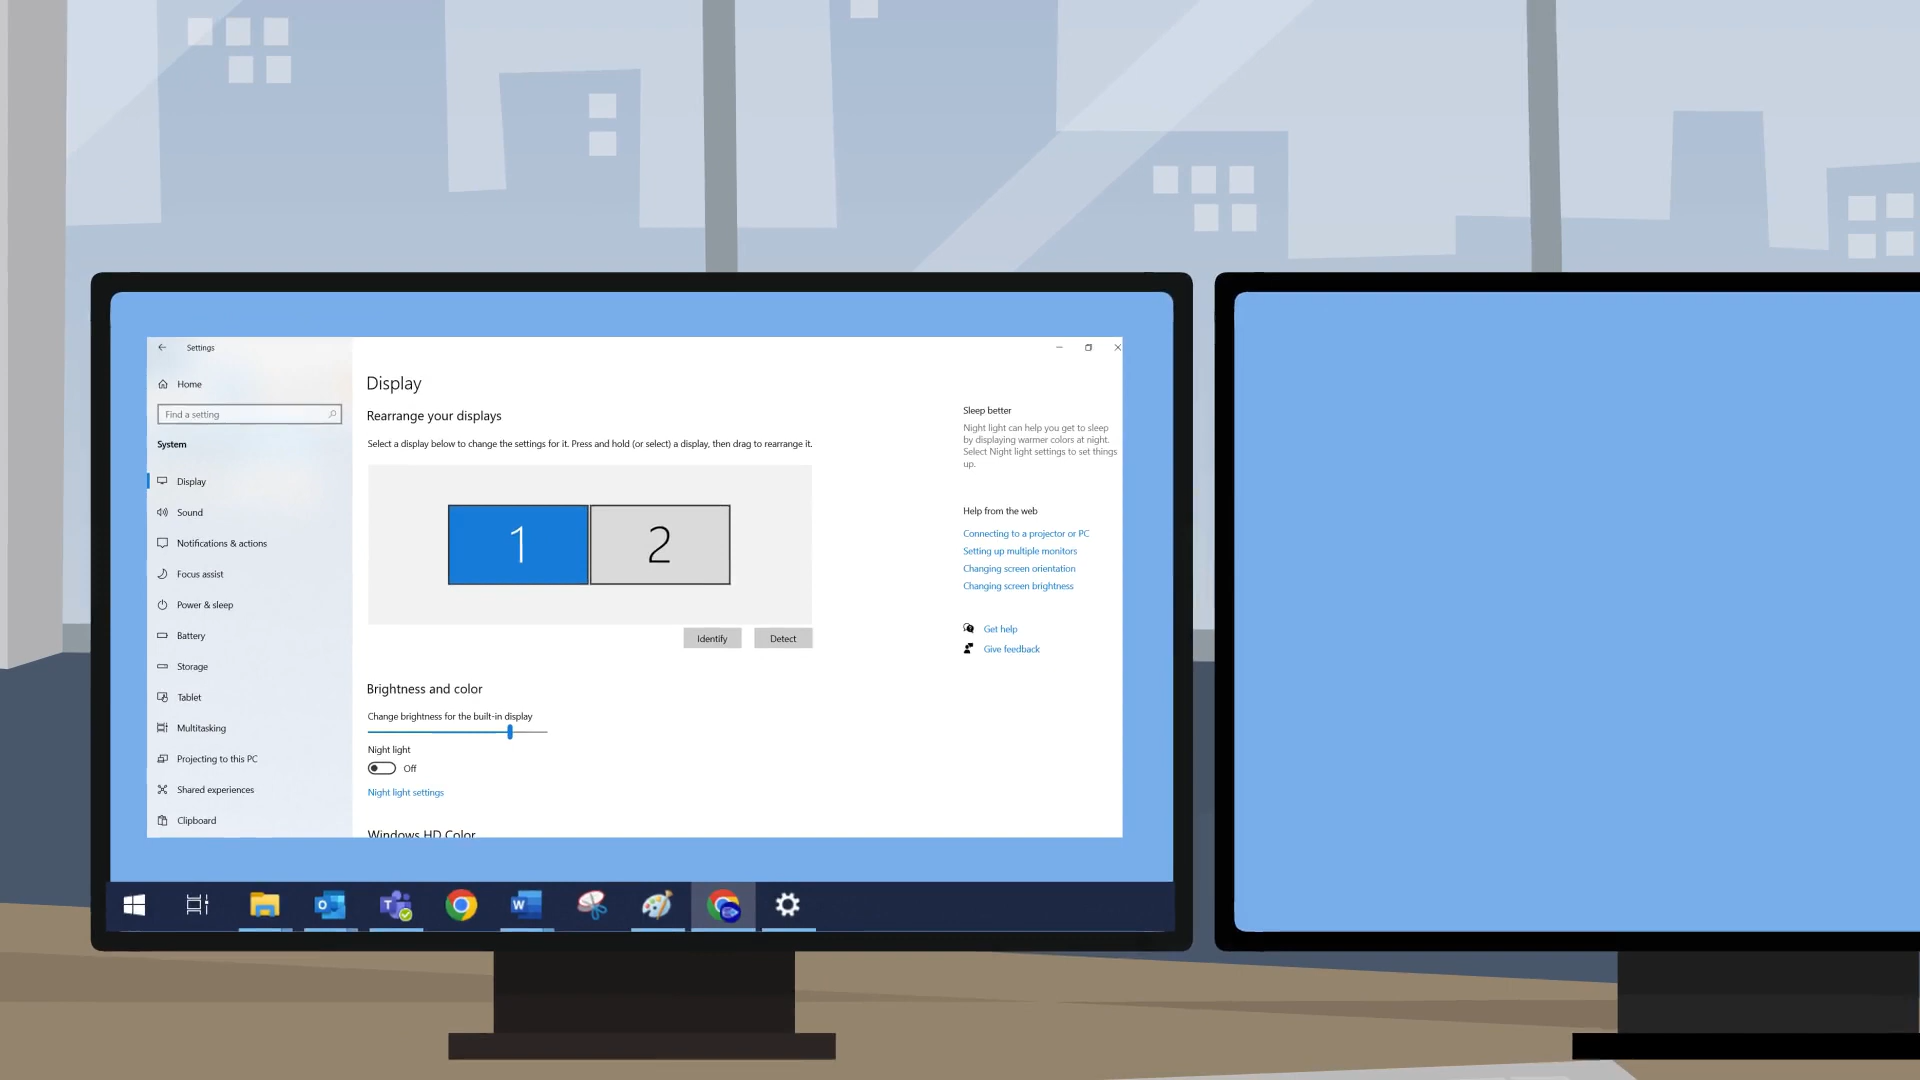 Settings
Home
Find a setting
System
Display
Sound
Notifications & actions
Focus assist
Power & sleep
Battery
Storage
Tablet
Multitasking
Projecting to this PC
Shared experiences
Clipboard
Display
Rearrange your displays
Select a display below to change the settings for it. Press and hold (or select) a display, then drag to rearrange it.
1
2
Identify
Detect
Brightness and color
Change brightness for the built-in display
Night light
Off
Night light settings
Windows HD Color
Sleep better
Night light can help you get to sleep
by displaying warmer colors at night.
Select Night light settings to set things
up.
Help from the web
Connecting to a projector or PC
Setting up multiple monitors
Changing screen orientation
Changing screen brightness
Get help
Give feedback
O
T
W